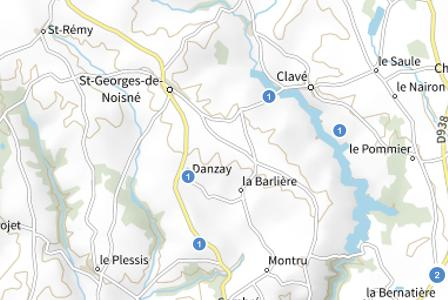 St-Rémy
St-Georges-de-
Noisné
Clavé
le Saule
le Nairon
D938
1
1
le Pommier
Danzay
1
la Barlière
1
le Plessis
Montru
2
la Bernatière